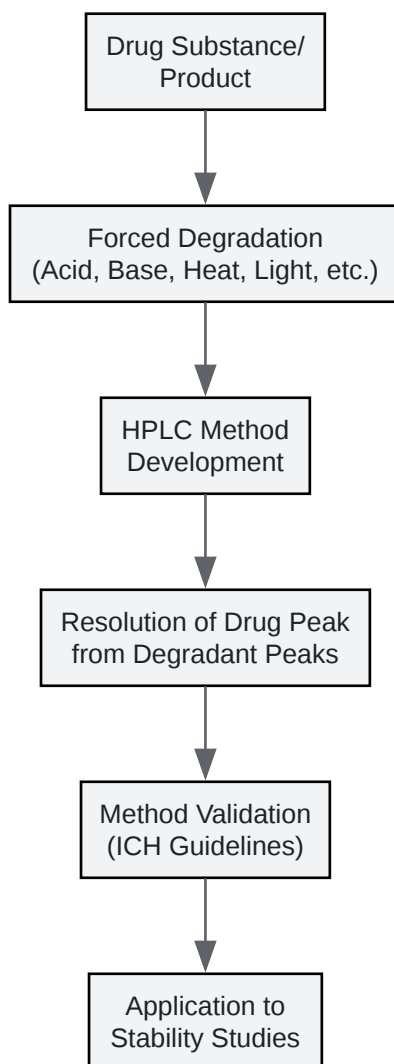 Drug Substance/
Product
Forced Degradation
(Acid, Base, Heat, Light, etc.)
HPLC Method
Development
Resolution of Drug Peak
from Degradant Peaks
Method Validation
(ICH Guidelines)
Application to
Stability Studies